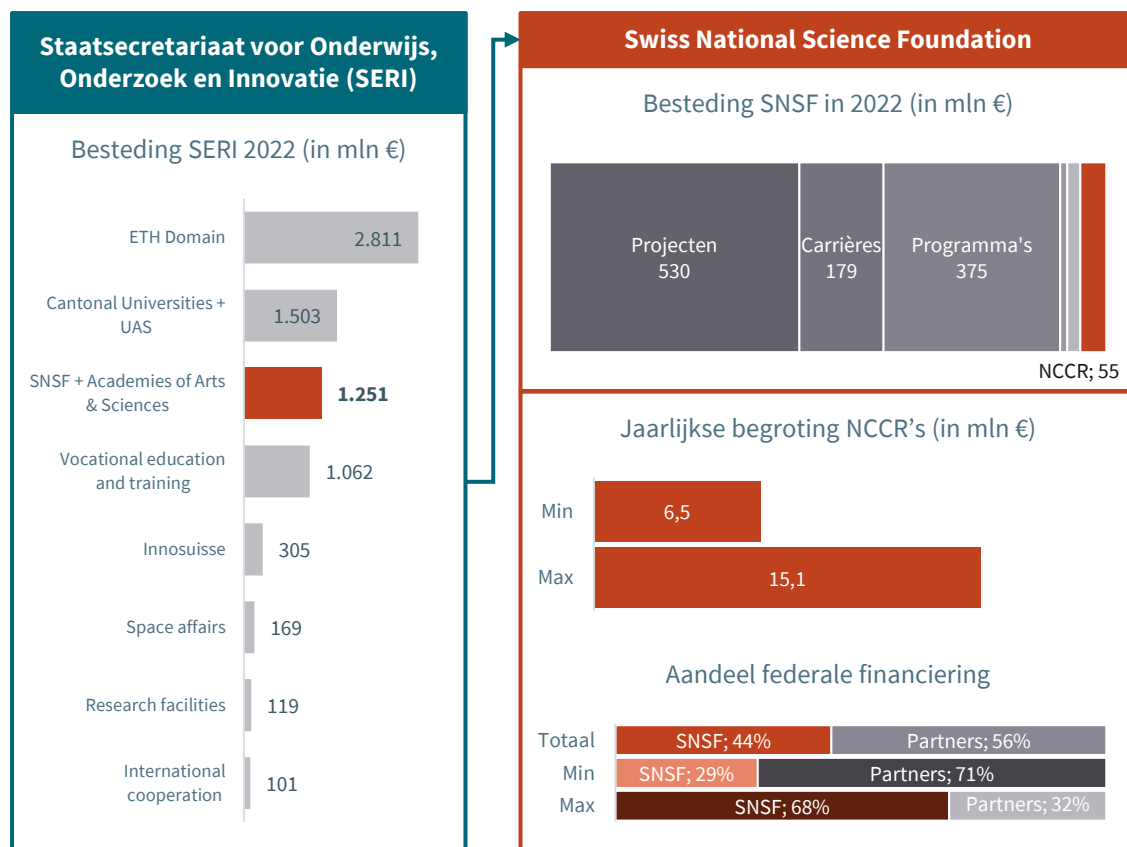 Staatsecretariaat voor Onderwijs,
Onderzoek en Innovatie (SERI)
Besteding SERI 2022 (in mln €)
ETH Domain
2.811
Cantonal Universities +
UAS
1.503
SNSF + Academies of Arts
& Sciences
1.251
Vocational education
and training
1.062
Innosuisse
305
Space affairs
169
Research facilities
119
International
cooperation
101
Swiss National Science Foundation
Besteding SNSF in 2022 (in mln €)
Projecten
530
Carrières
179
Programma's
375
NCCR; 55
Jaarlijkse begroting NCCR’s (in mln €)
Min
6,5
Max
15,1
Aandeel federale financiering
Totaal
SNSF; 44%
Partners; 56%
Min
SNSF; 29%
Partners; 71%
Max
SNSF; 68%
Partners; 32%